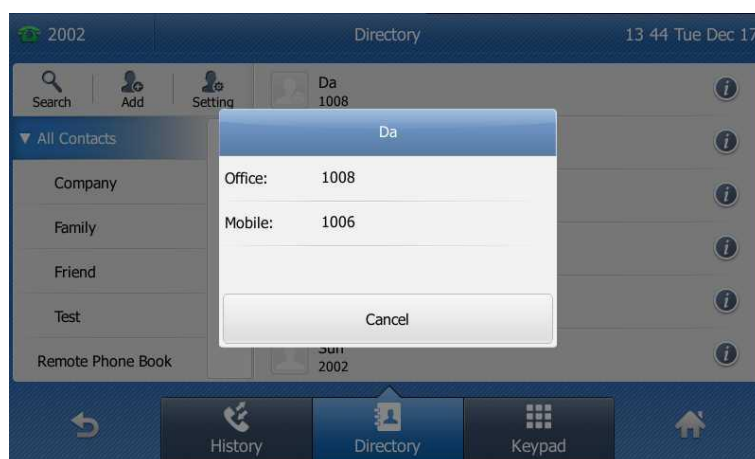 2002
Directory
13 44 Tue Dec 17
Search
Add
Setting
Da
1008
All Contacts
Company
Family
Friend
Test
Remote Phone Book
Da
Office: 1008
Mobile: 1006
Cancel
Sun
2002
History
Directory
Keypad